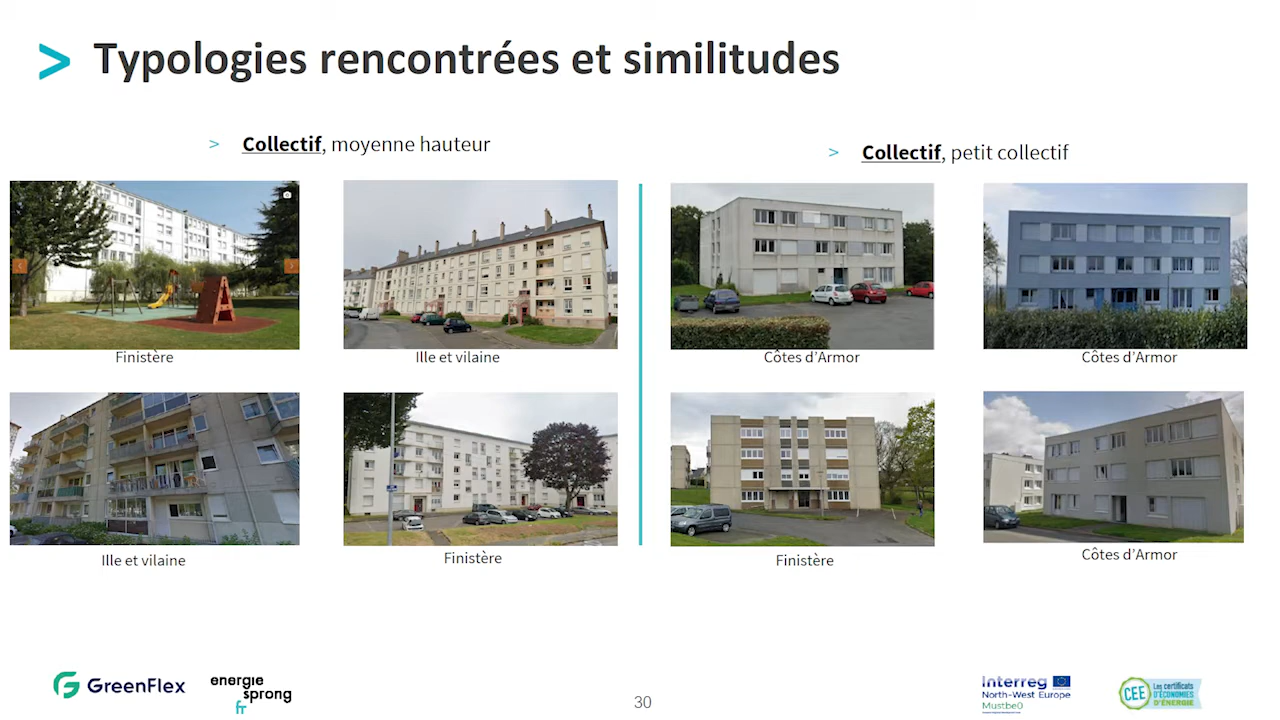 > Typologies rencontrées et similitudes
> Collectif, moyenne hauteur
> Collectif, petit collectif
Finistère
Ille et vilaine
Côtes d'Armor
Côtes d'Armor
Ille et vilaine
Finistère
Finistère
Côtes d'Armor
GreenFlex
energie
sprong
fr
30
Interreg
North-West Europe
Mustbe0
CEE
Les certificats
D'ÉCONOMIES
D'ÉNERGIE